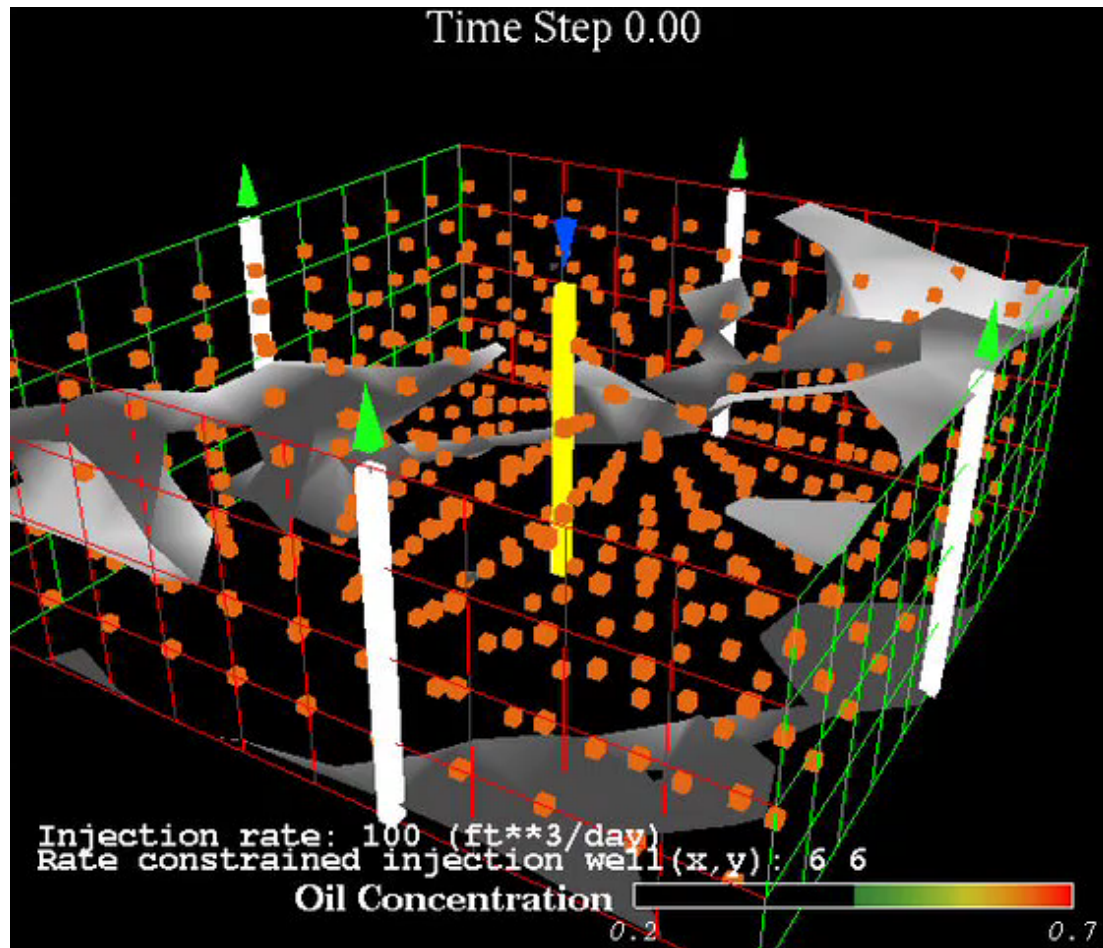 Time Step 0.00
Injection rate: 100 (ft**3/day)
Rate constrained injection well(x,y): 6 6
Oil Concentration
0.2 0.7